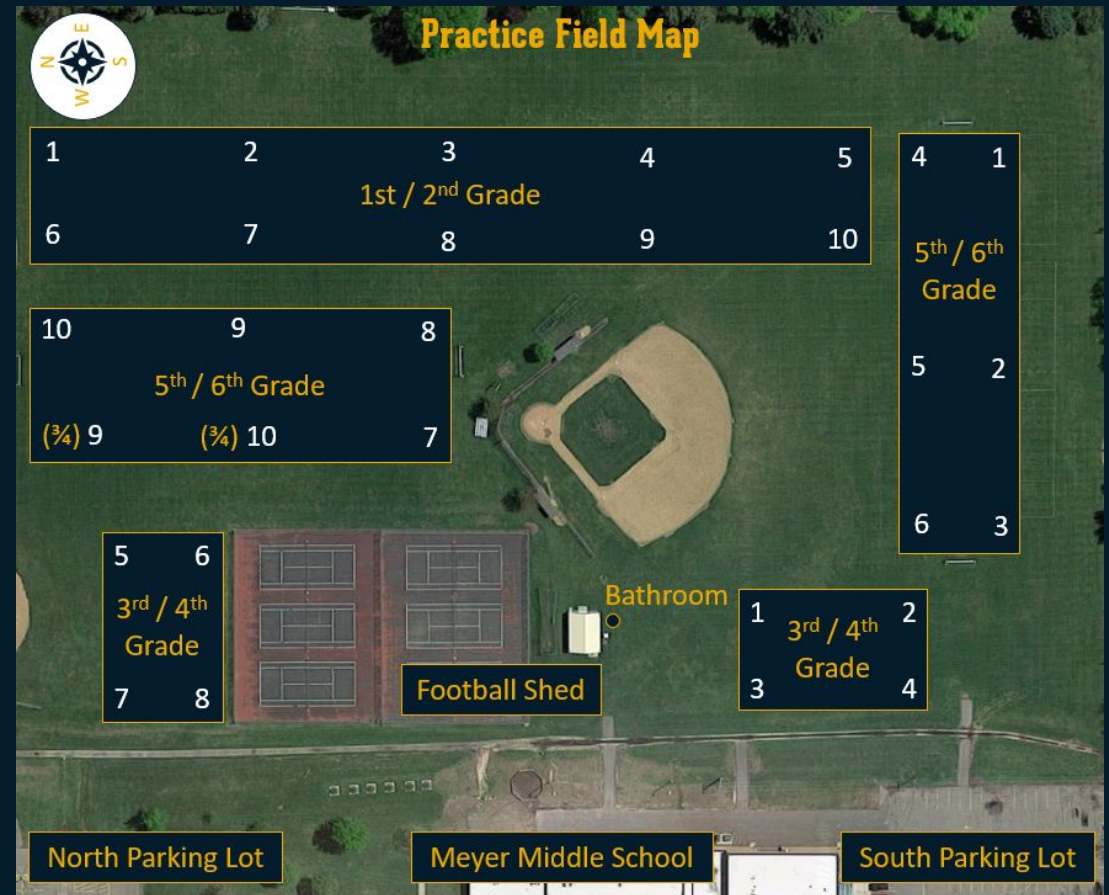 Practice Field Map
E
N S
W
1 2 3 4 5
1st / 2nd Grade
6 7 8 9 10
4 1
5th / 6th
Grade
5 2
6 3
10 9 8
5th / 6th Grade
(¾) 9 (¾) 10 7
5 6
3rd / 4th
Grade
7 8
Bathroom
Football Shed
1 2
3rd / 4th
Grade
3 4
North Parking Lot
Meyer Middle School
South Parking Lot